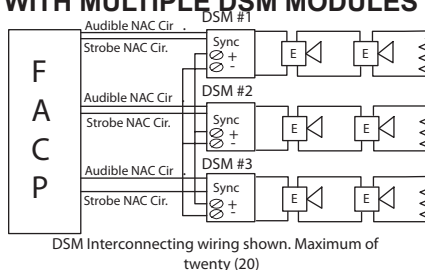 WITH MULTIPLE DSM MODULES
DSM #1
Audible NAC Cir .
Strobe NAC Cir.
Sync
+
-
E
E
DSM #2
Audible NAC Cir .
Strobe NAC Cir.
Sync
+
-
E
E
DSM #3
Audible NAC Cir .
Strobe NAC Cir.
Sync
+
-
E
E
F
A
C
P
DSM Interconnecting wiring shown. Maximum of
twenty (20)